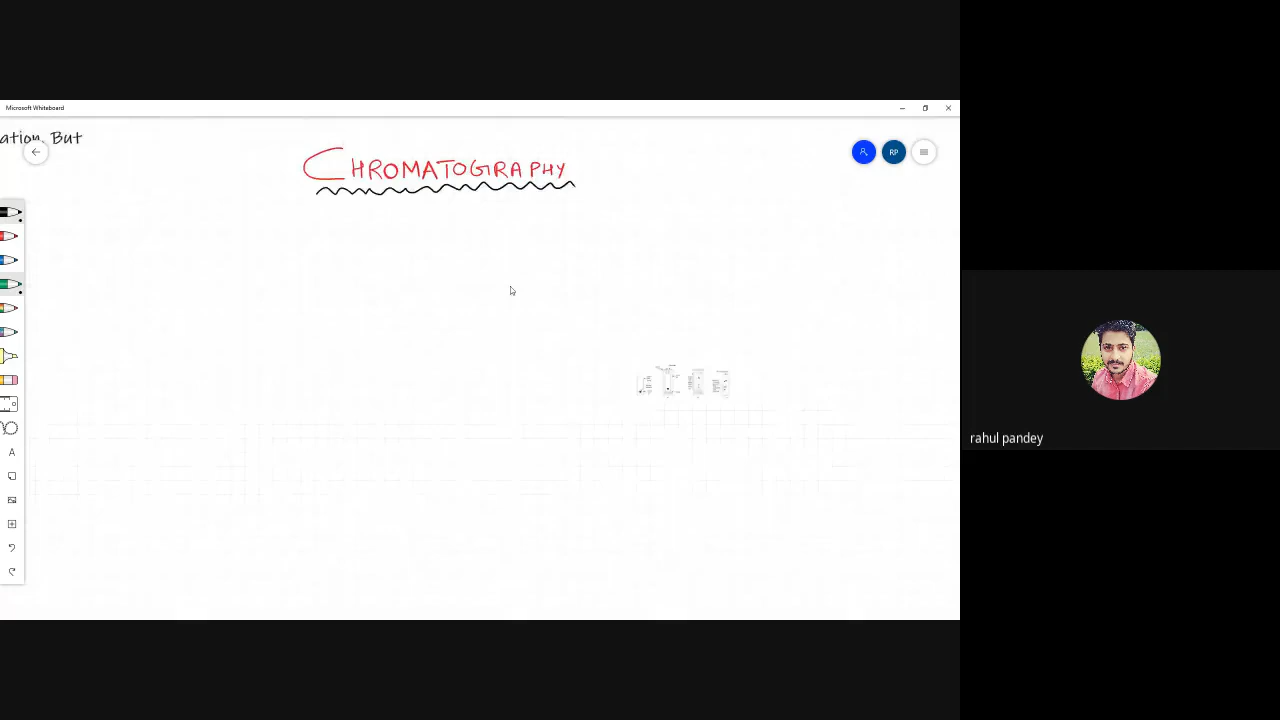 Microsoft Whiteboard
ation. But
CHROMATOGRAPHY
RP
A
rahul pandey